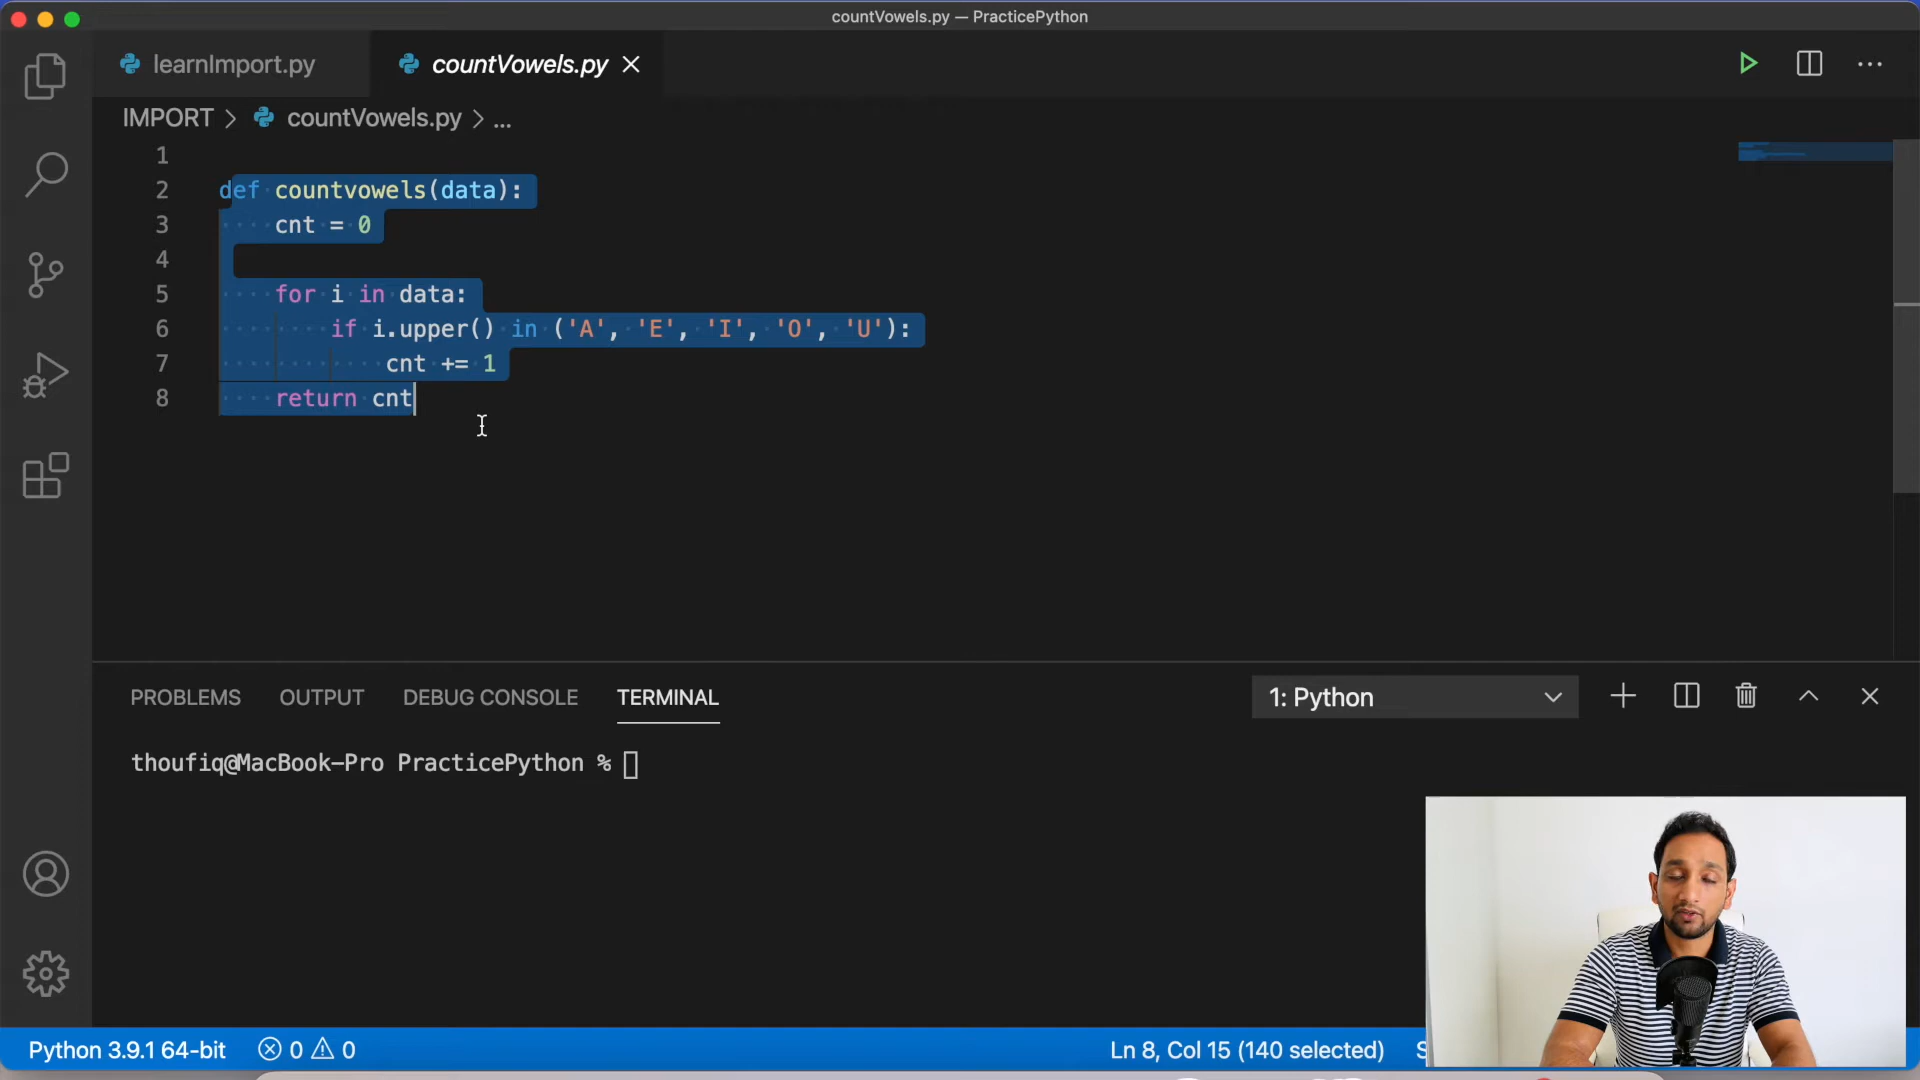 countVowels.py — PracticePython
learnImport.py
countVowels.py
IMPORT > countVowels.py > ...
1
2 def countvowels(data):
3 cnt = 0
4
5 for i in data:
6 if i.upper() in ('A', 'E', 'I', 'O', 'U'):
7 cnt += 1
8 return cnt
PROBLEMS OUTPUT DEBUG CONSOLE TERMINAL 1: Python
thoufiq@MacBook-Pro PracticePython %
Python 3.9.1 64-bit 0 0 Ln 8, Col 15 (140 selected)